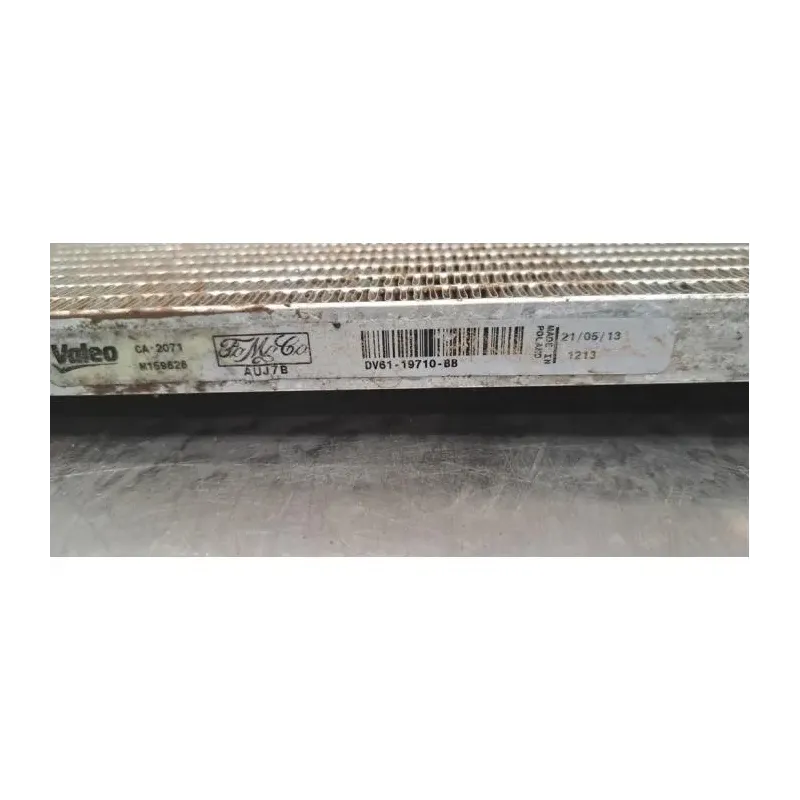 Valeo
CA-2071
M159828
FoMoCo
AUJ7B
DV61-19710-BB
MADE IN
POLAND
21/05/13
1213